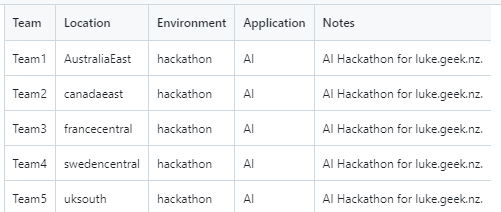 Team Location Environment Application Notes
Team1 AustraliaEast hackathon AI AI Hackathon for luke.geek.nz.
Team2 canadaeast hackathon AI AI Hackathon for luke.geek.nz.
Team3 francecentral hackathon AI AI Hackathon for luke.geek.nz.
Team4 swedencentral hackathon AI AI Hackathon for luke.geek.nz.
Team5 uksouth hackathon AI AI Hackathon for luke.geek.nz.